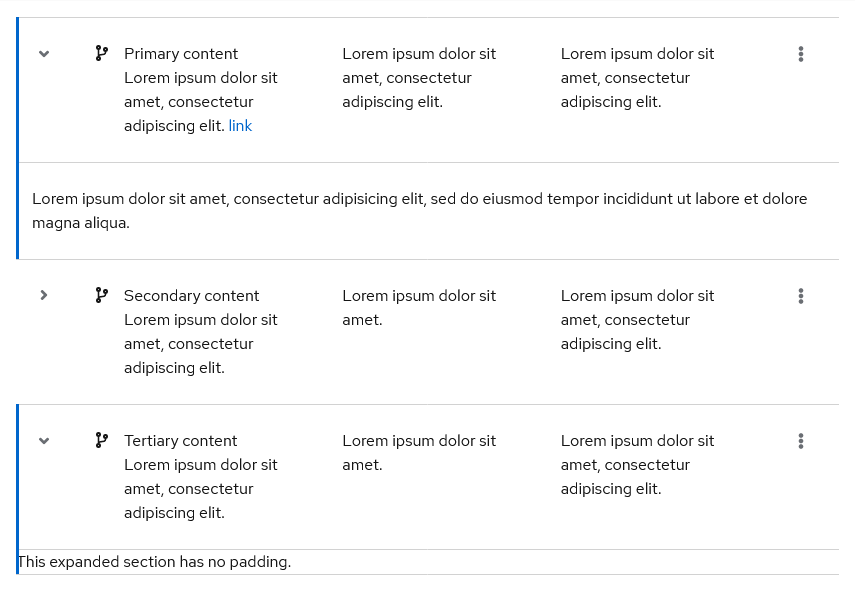 Primary content
Lorem ipsum dolor sit
amet, consectetur
adipiscing elit. link
Lorem ipsum dolor sit
amet, consectetur
adipiscing elit.
Lorem ipsum dolor sit
amet, consectetur
adipiscing elit.
Lorem ipsum dolor sit amet, consectetur adipisicing elit, sed do eiusmod tempor incididunt ut labore et dolore
magna aliqua.
Secondary content
Lorem ipsum dolor sit
amet, consectetur
adipiscing elit.
Lorem ipsum dolor sit
amet.
Lorem ipsum dolor sit
amet, consectetur
adipiscing elit.
Tertiary content
Lorem ipsum dolor sit
amet, consectetur
adipiscing elit.
Lorem ipsum dolor sit
amet.
Lorem ipsum dolor sit
amet, consectetur
adipiscing elit.
This expanded section has no padding.